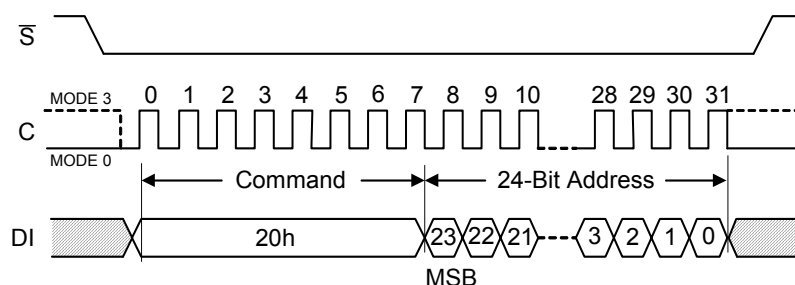 S
MODE 3
0 1 2 3 4 5 6 7 8 9 10 28 29 30 31
C
MODE 0
Command
24-Bit Address
DI
20h
23 22 21 3 2 1 0
MSB